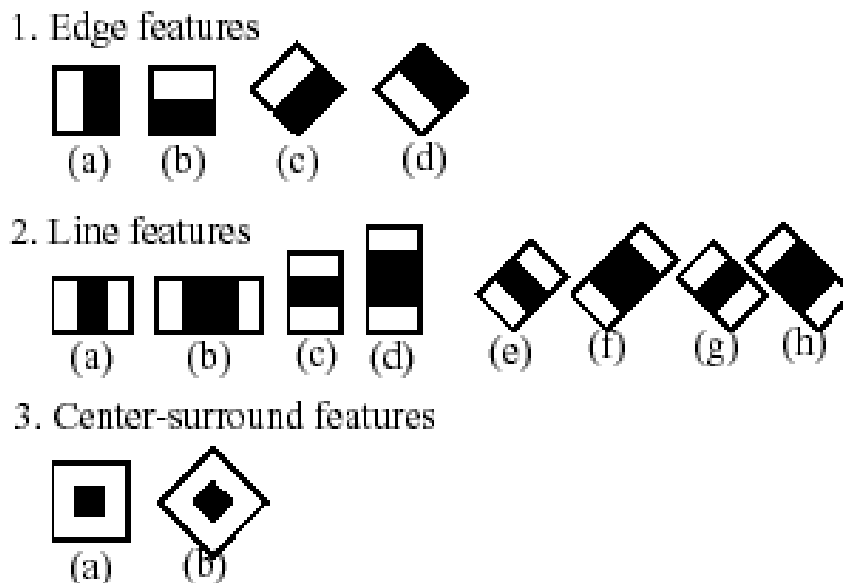 1. Edge features
(a) (b) (c) (d)
2. Line features
(a) (b) (c) (d) (e) (f) (g) (h)
3. Center-surround features
(a) (b)